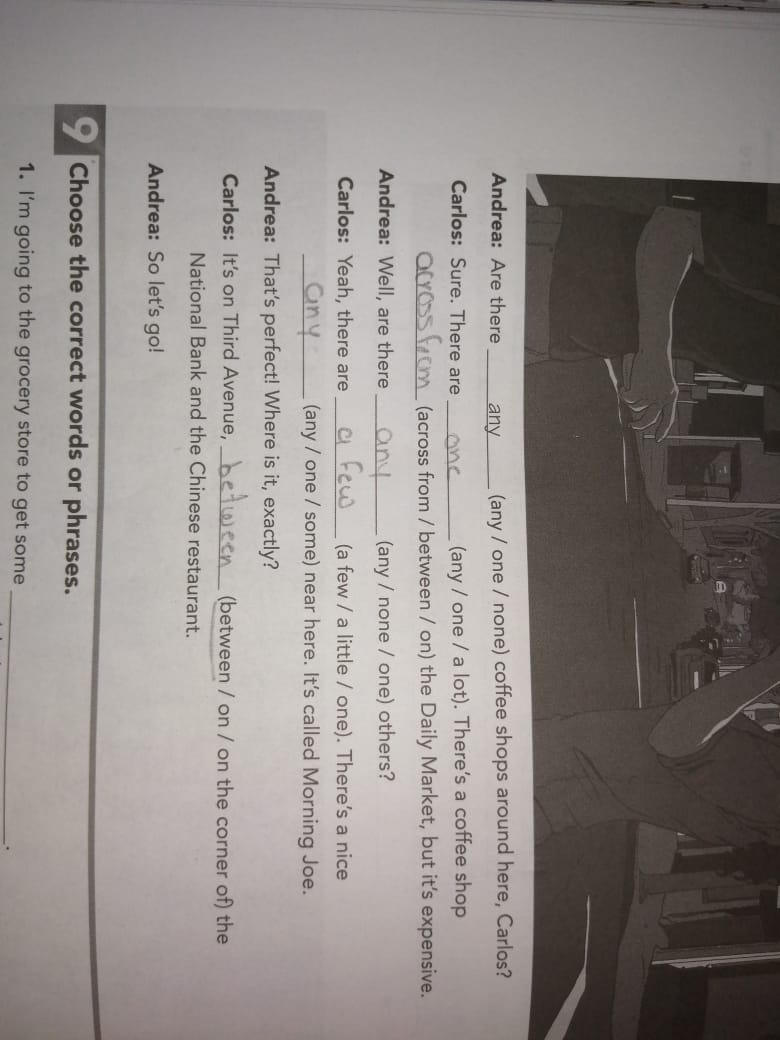 Andrea: Are there any (any / one / none) coffee shops around here, Carlos?
Carlos: Sure. There are one (any / one / a lot). There's a coffee shop
across from (across from / between / on) the Daily Market, but it's expensive.
Andrea: Well, are there any (any / none / one) others?
Carlos: Yeah, there are a few (a few / a little / one). There's a nice
any (any / one / some) near here. It's called Morning Joe.
Andrea: That's perfect! Where is it, exactly?
Carlos: It's on Third Avenue, between (between / on / on the corner of) the
National Bank and the Chinese restaurant.
Andrea: So let's go!
9 Choose the correct words or phrases.
1. I'm going to the grocery store to get some .